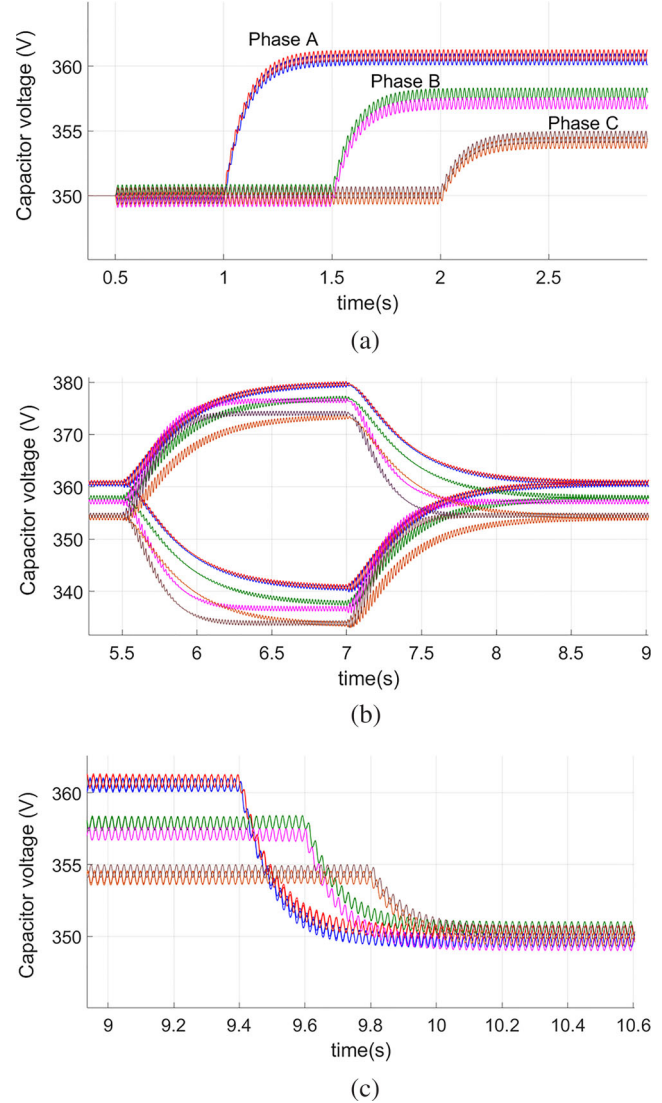 Capacitor voltage (V)
360
355
350
Phase A
Phase B
Phase C
0.5 1 1.5 2 2.5
time(s)
(a)
Capacitor voltage (V)
380
370
360
350
340
5.5 6 6.5 7 7.5 8 8.5 9
time(s)
(b)
Capacitor voltage (V)
360
355
350
9 9.2 9.4 9.6 9.8 10 10.2 10.4 10.6
time(s)
(c)